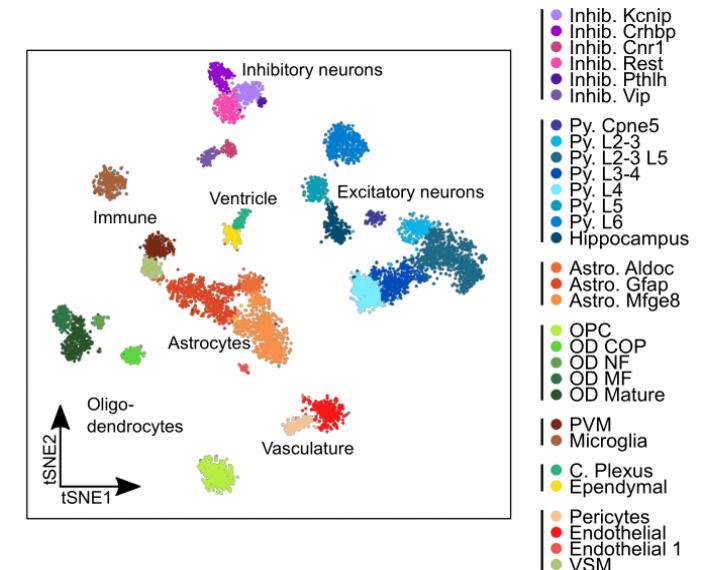 Inhibitory neurons
Ventricle
Excitatory neurons
Immune
Astrocytes
Oligo-
dendrocytes
Vasculature
tSNE2
tSNE1
Inhib. Kcnip
Inhib. Crhbp
Inhib. Cnr1
Inhib. Rest
Inhib. Pthlh
Inhib. Vip
Py. Cpne5
Py. L2-3
Py. L2-3 L5
Py. L3-4
Py. L4
Py. L5
Py. L6
Hippocampus
Astro. Aldoc
Astro. Gfap
Astro. Mfge8
OPC
OD COP
OD NF
OD MF
OD Mature
PVM
Microglia
C. Plexus
Ependymal
Pericytes
Endothelial
Endothelial 1
VSM